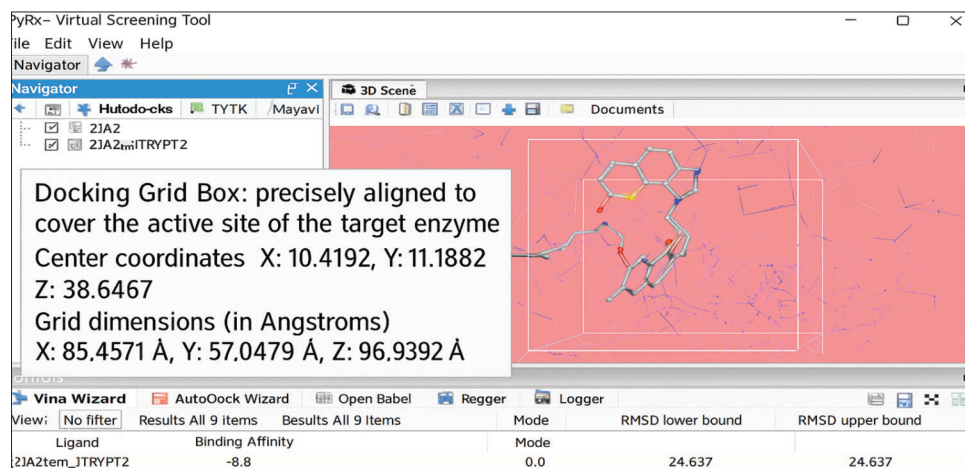 PyRx– Virtual Screening Tool
ile Edit View Help
Navigator
Navigator
Hutodo-cks TYTK /Mayavi
2JA2
2JA2tmiITRYPT2
3D Scene
Documents
Docking Grid Box: precisely aligned to
cover the active site of the target enzyme
Center coordinates X: 10.4192, Y: 11.1882
Z: 38.6467
Grid dimensions (in Angstroms)
X: 85.4571 Å, Y: 57.0479 Å, Z: 96.9392 Å
Vina Wizard AutoOock Wizard Open Babel Regger Logger
View: No fifter Results All 9 items Besults All 9 Items Mode RMSD lower bound RMSD upper bound
Ligand Binding Affinity Mode
2JA2tem_JTRYPT2 -8.8 0.0 24.637 24.637